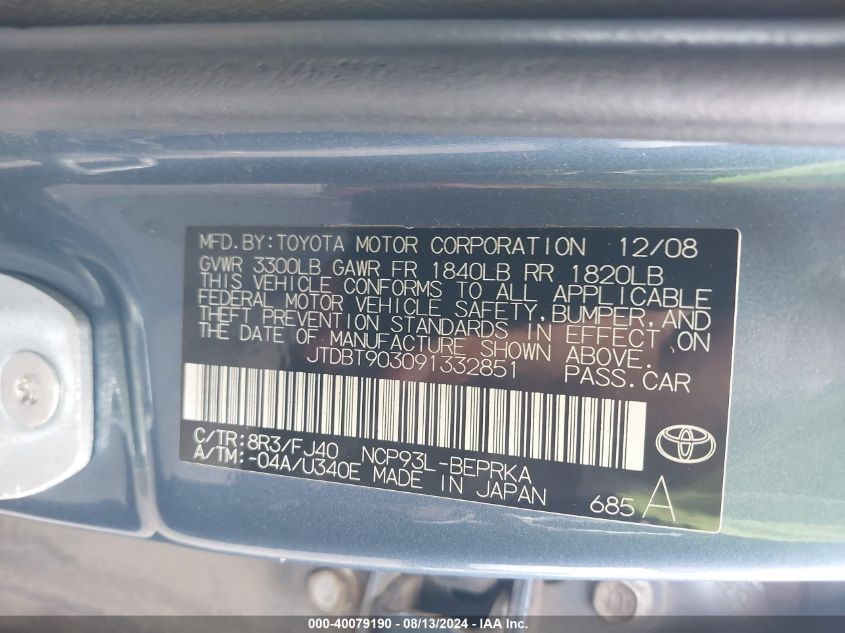 MFD.BY:TOYOTA MOTOR CORPORATION 12/08
GVWR 3300LB GAWR FR 1840LB RR 1820LB
THIS VEHICLE CONFORMS TO ALL APPLICABLE
FEDERAL MOTOR VEHICLE SAFETY, BUMPER, AND
THEFT PREVENTION STANDARDS IN EFFECT ON
THE DATE OF MANUFACTURE SHOWN ABOVE.
JTDBT903091332851 PASS.CAR
C/TR:8R3/FJ40 NCP93L-BEPRKA
A/TM:-04A/U340E MADE IN JAPAN
685 A
000-40079190 - 08/13/2024 - IAA Inc.